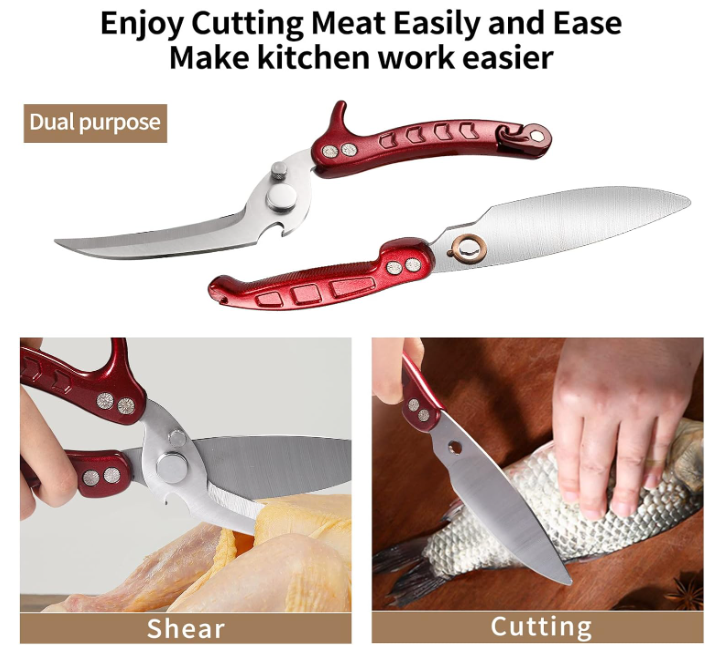 Enjoy Cutting Meat Easily and Ease
Make kitchen work easier
Dual purpose
Shear
Cutting